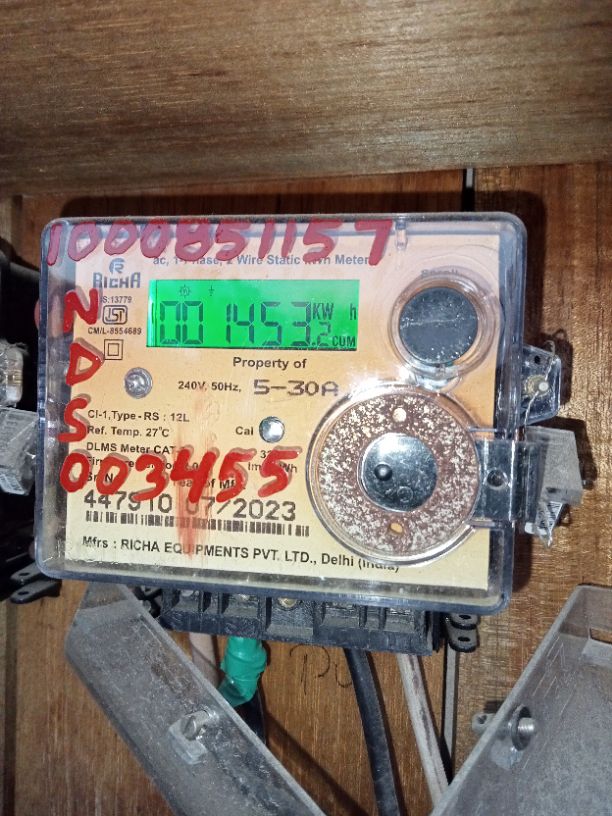 1000851157
ac, 1-Phase, 2 Wire Static kWh Meter
RICHA
IS:13779
001453.2 KW h
CUM
ISI
CM/L-8554689
NDS
Property of
240V, 50Hz, 5-30A
Cl-1, Type - RS : 12L
Ref. Temp. 27°C
Cal
DLMS Meter CAT
003455
447910 07/2023
Mfrs : RICHA EQUIPMENTS PVT. LTD., Delhi (India)